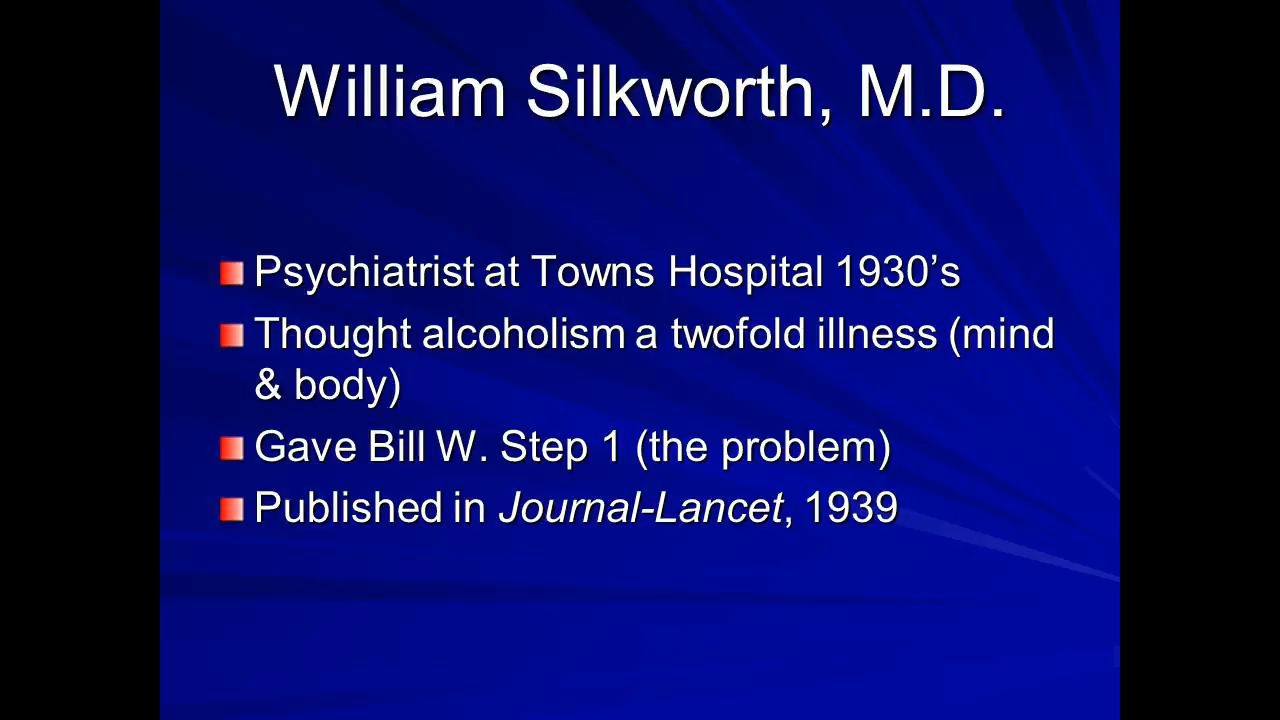 William Silkworth, M.D.
Psychiatrist at Towns Hospital 1930’s
Thought alcoholism a twofold illness (mind
& body)
Gave Bill W. Step 1 (the problem)
Published in Journal-Lancet, 1939